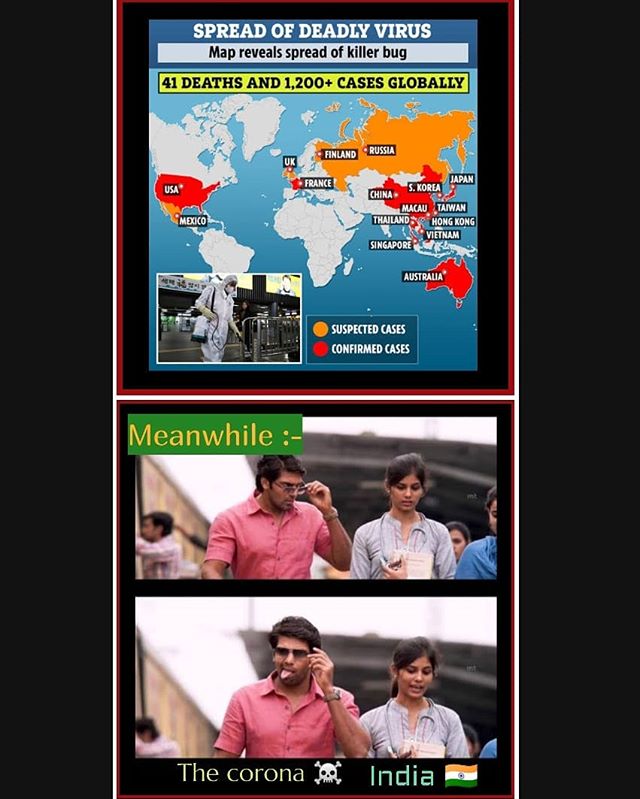 SPREAD OF DEADLY VIRUS
Map reveals spread of killer bug
41 DEATHS AND 1,200+ CASES GLOBALLY
UK
FINLAND
RUSSIA
USA
FRANCE
CHINA
S. KOREA
JAPAN
MEXICO
MACAU
TAIWAN
THAILAND
HONG KONG
VIETNAM
SINGAPORE
AUSTRALIA
SUSPECTED CASES
CONFIRMED CASES
Meanwhile :-
mt
mt
The corona ☠️ India 🇮🇳